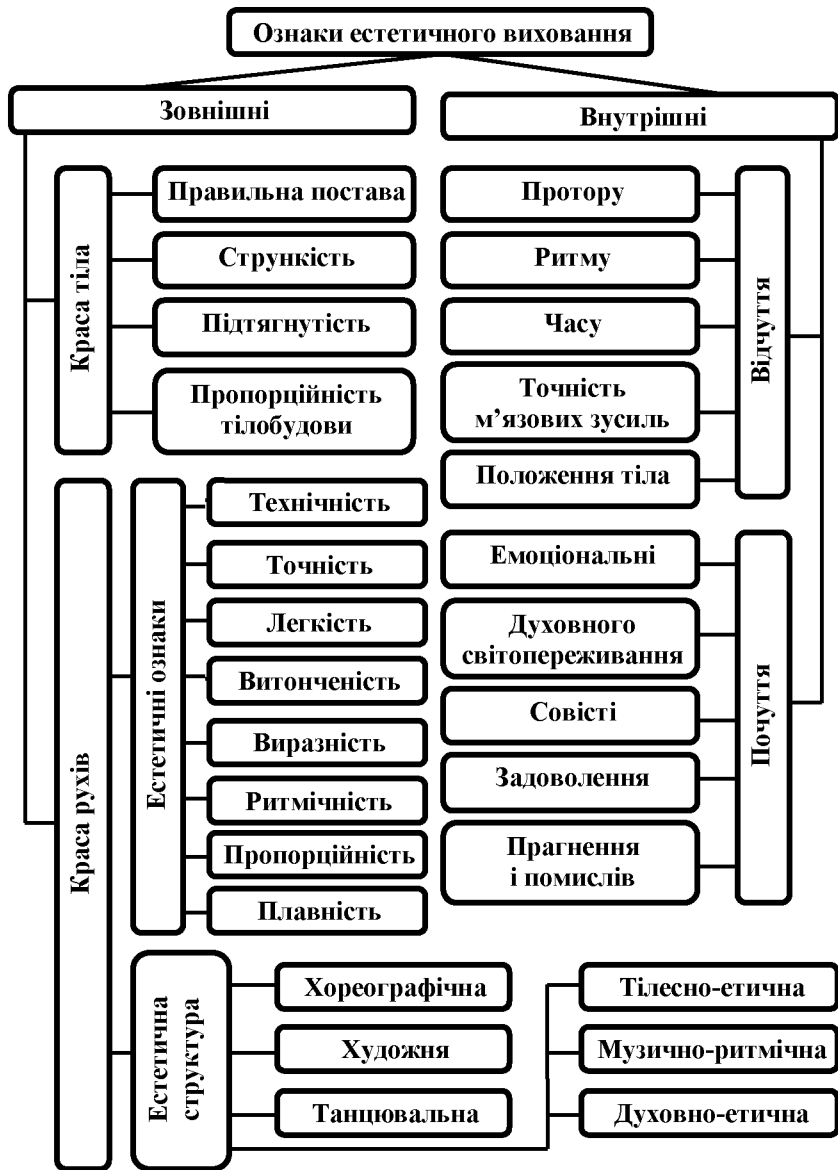 Ознаки естетичного виховання
Зовнішні
Внутрішні
Краса тіла
Правильна постава
Стрункість
Підтягнутість
Пропорційність
тілобудови
Протору
Ритму
Часу
Точність
м’язових зусиль
Положення тіла
Відчуття
Краса рухів
Естетичні ознаки
Технічність
Точність
Легкість
Витонченість
Виразність
Ритмічність
Пропорційність
Плавність
Емоціональні
Духовного
світопереживання
Совісті
Задоволення
Прагнення
і помислів
Почуття
Естетична
структура
Хореографічна
Художня
Танцювальна
Тілесно-етична
Музично-ритмічна
Духовно-етична